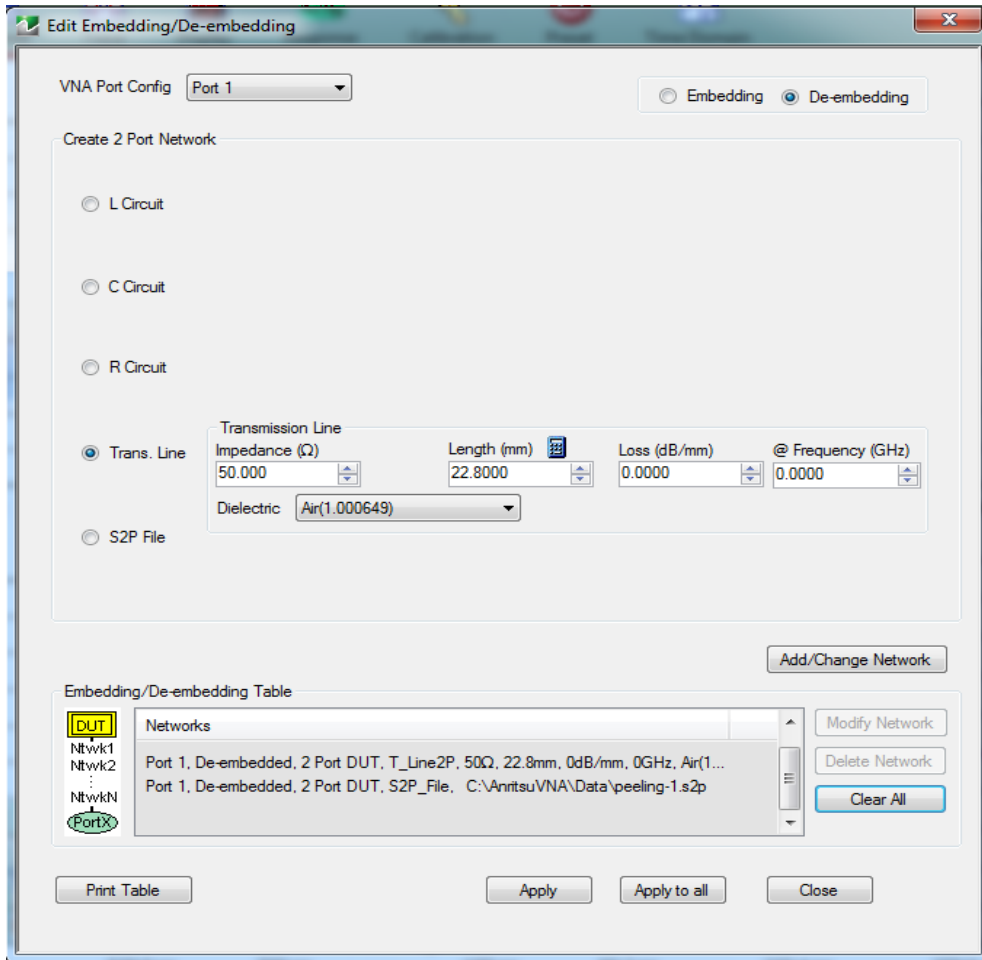 Edit Embedding/De-embedding
VNA Port Config Port 1
Embedding De-embedding
Create 2 Port Network
L Circuit
C Circuit
R Circuit
Trans. Line
Transmission Line
Impedance (Ω) Length (mm) Loss (dB/mm) @ Frequency (GHz)
50.000 22.8000 0.0000 0.0000
Dielectric Air(1.000649)
S2P File
Add/Change Network
Embedding/De-embedding Table
DUT
Ntwk1
Ntwk2
:
NtwkN
PortX
Networks
Port 1, De-embedded, 2 Port DUT, T_Line2P, 50Ω, 22.8mm, 0dB/mm, 0GHz, Air(1...
Port 1, De-embedded, 2 Port DUT, S2P_File, C:\AnritsuVNA\Data\peeling-1.s2p
Modify Network
Delete Network
Clear All
Print Table Apply Apply to all Close